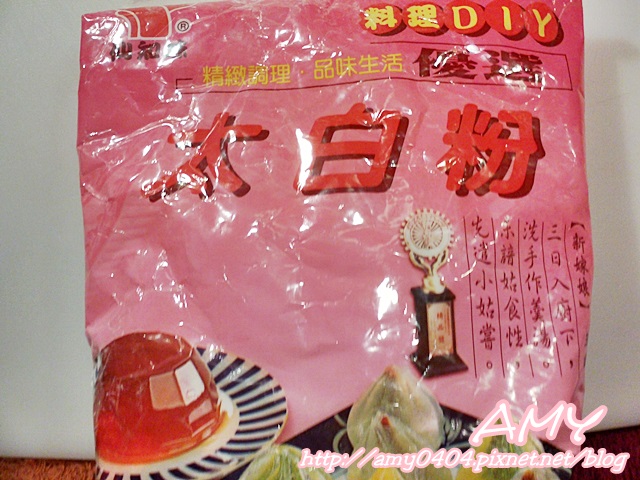 料理DIY
®
精緻調理·品味生活
優選
太白粉
【新嫁娘】
三日入廚下,
洗手作羹湯。
未諳姑食性,
先遣小姑嘗。
AMY
http://amy0404.pixnet.net/blog